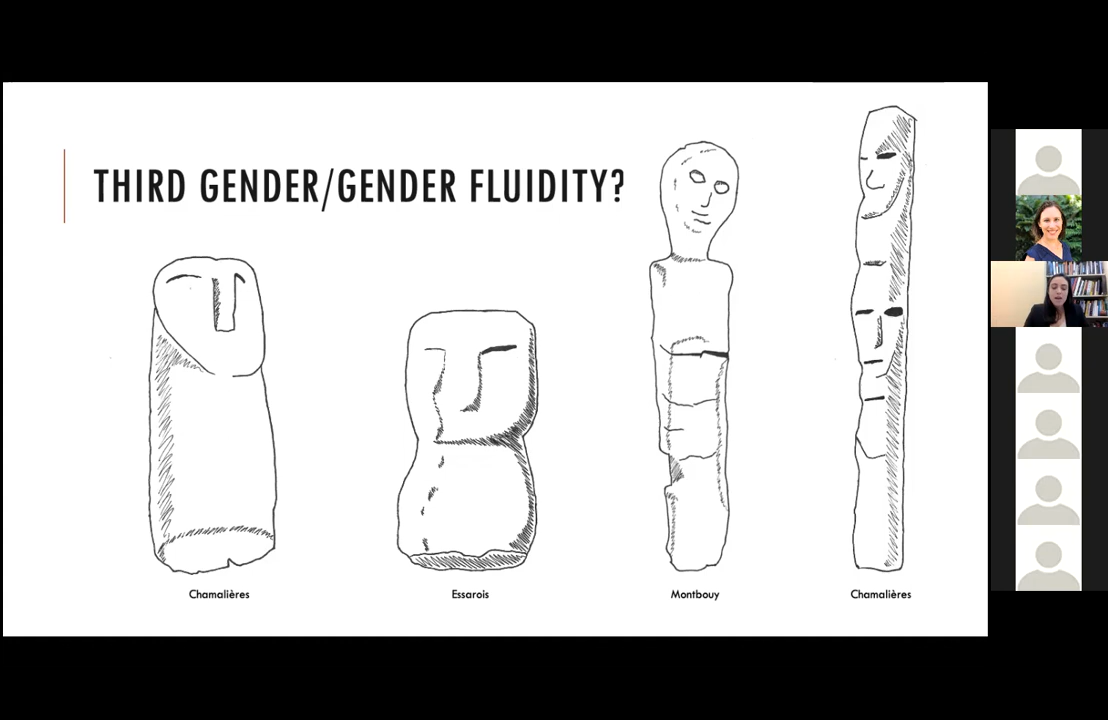 THIRD GENDER/GENDER FLUIDITY?
Chamalières
Essarois
Montbouy
Chamalières